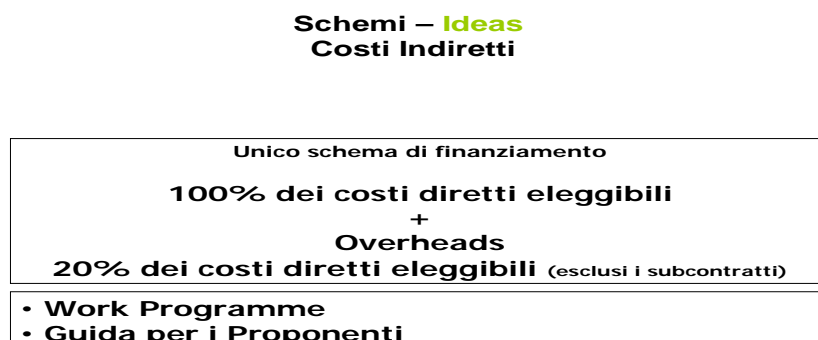 Schemi – Ideas
Costi Indiretti
Unico schema di finanziamento
100% dei costi diretti eleggibili
+
Overheads
20% dei costi diretti eleggibili (esclusi i subcontratti)
• Work Programme
• Guida per i Proponenti